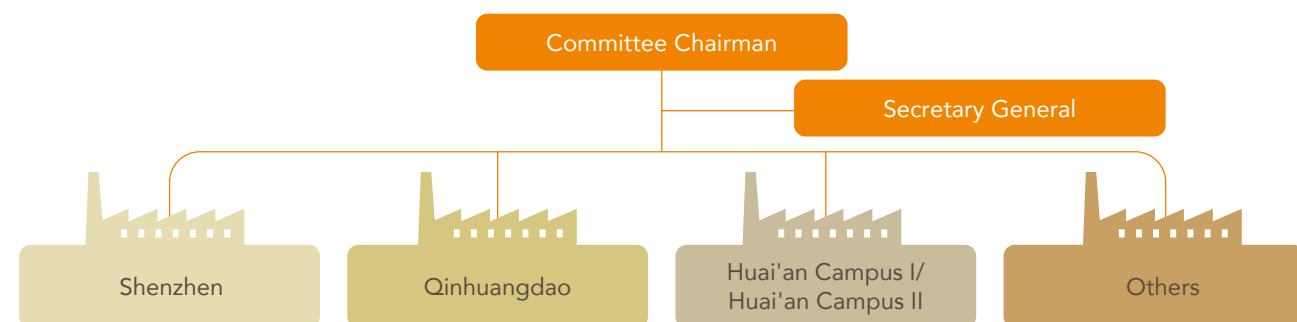 Committee Chairman
Secretary General
Shenzhen
Qinhuangdao
Huai'an Campus I/
Huai'an Campus II
Others